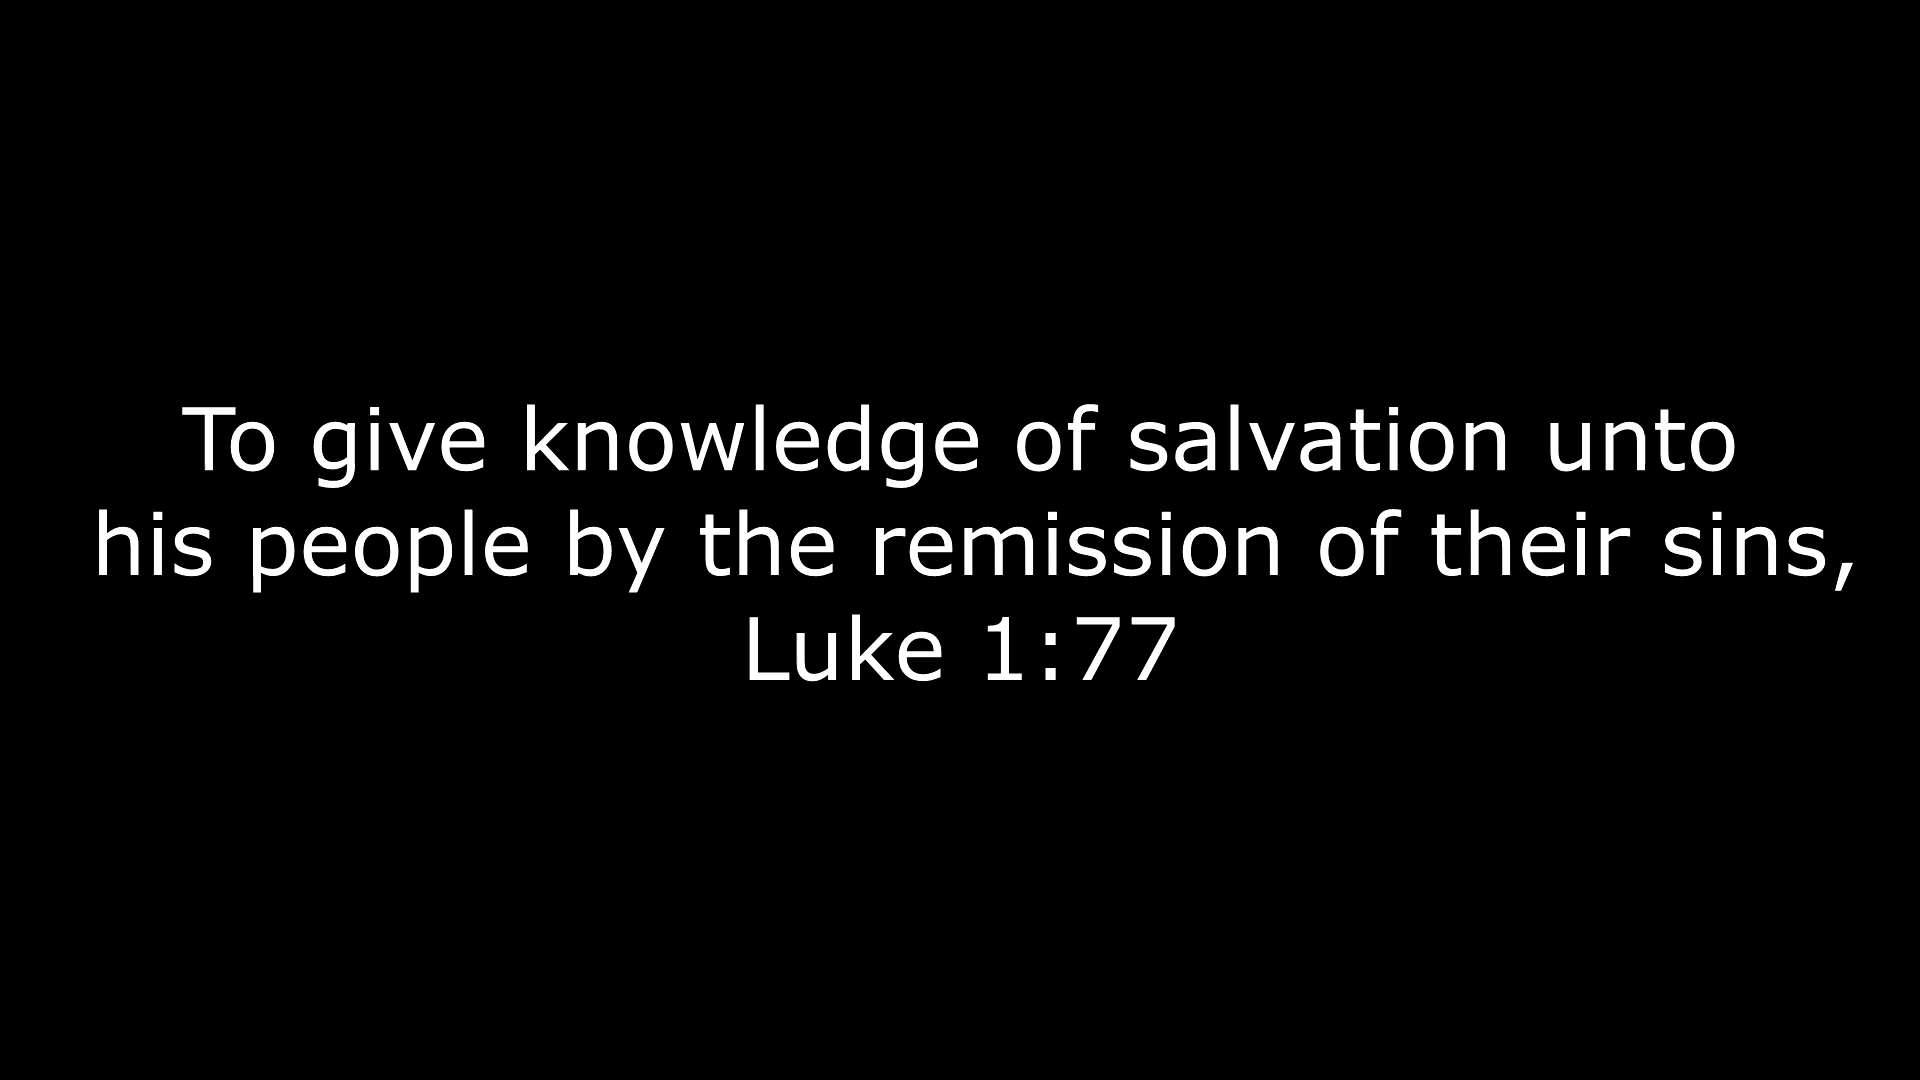 To give knowledge of salvation unto
his people by the remission of their sins,
Luke 1:77